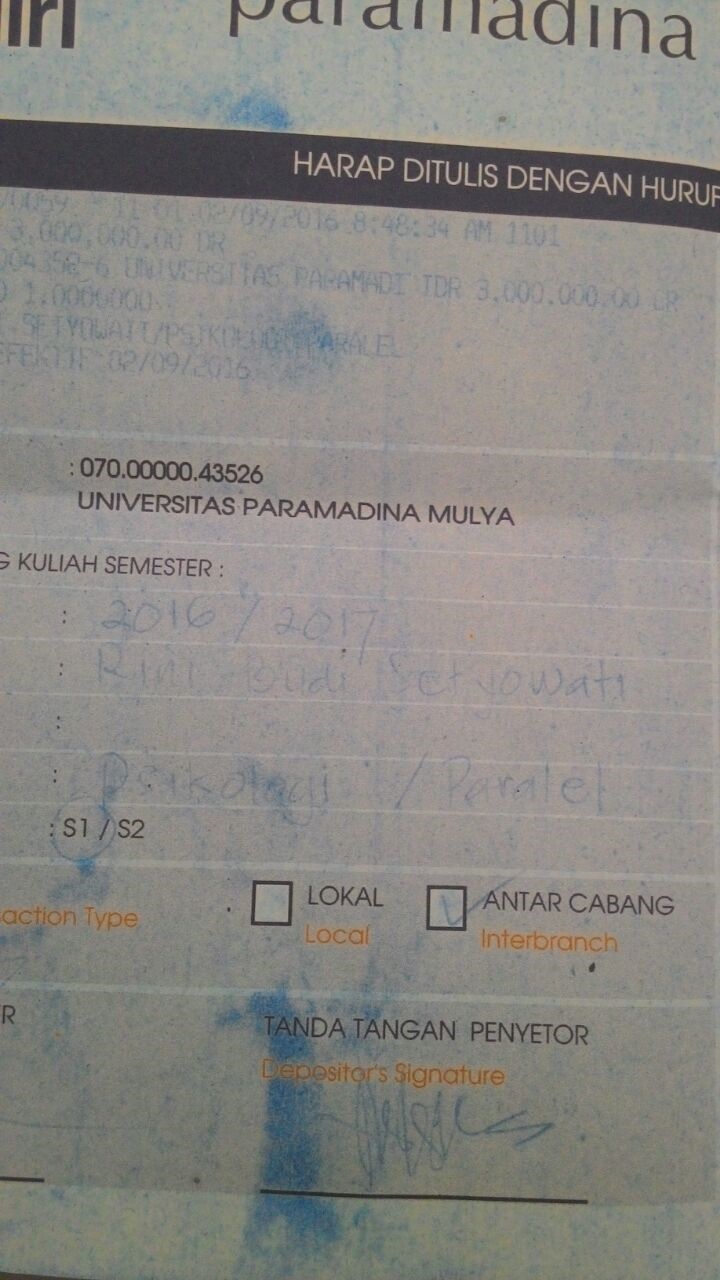 iri paramadina
HARAP DITULIS DENGAN HURUF
11 01 02/09/2016 8:48:34 AM 1101
3,000,000.00 DR
004352-6 UNIVERSITAS PARAMADI IDR 3.000.000.00 CR
1.0000000
SETYOWATI/PSIKOLOGI PARALEL
EFEKTIF 02/09/2016
: 070.00000.43526
UNIVERSITAS PARAMADINA MULYA
G KULIAH SEMESTER :
: 2016 / 2017
: Rini Budi Setyowati
:
: Psikologi / Paralel
: S1 / S2
LOKAL ANTAR CABANG
action Type Local Interbranch
R TANDA TANGAN PENYETOR
Depositor's Signature